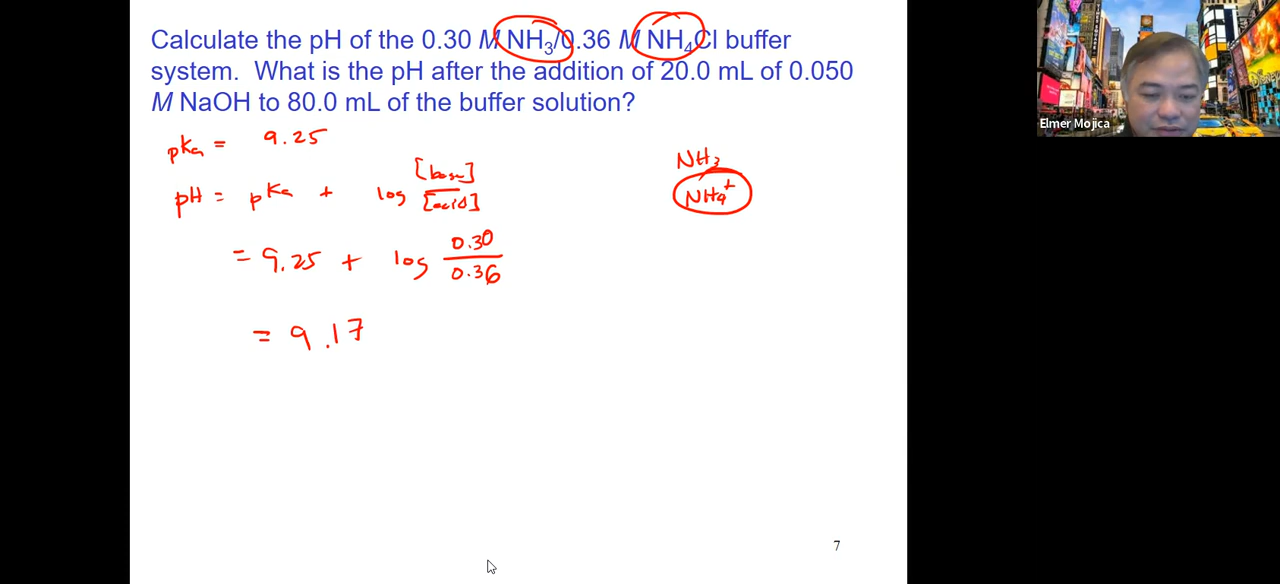 Calculate the pH of the 0.30 M NH₃/0.36 M NH₄Cl buffer
system. What is the pH after the addition of 20.0 mL of 0.050
M NaOH to 80.0 mL of the buffer solution?
Elmer Mojica
pKa = 9.25
pH = pKa + log [base]/[acid]
= 9.25 + log 0.30/0.36
= 9.17
NH₃
NH₄⁺
7